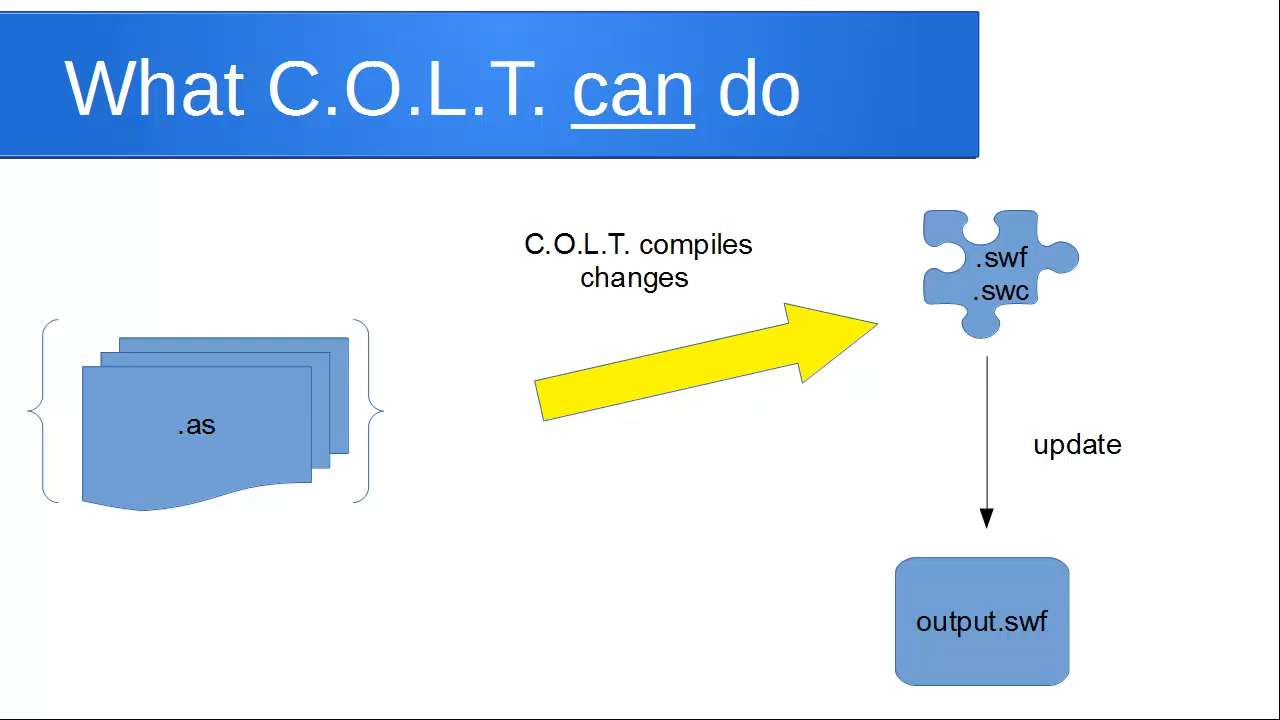 What C.O.L.T. can do
C.O.L.T. compiles
changes
.swf
.swc
.as
update
output.swf